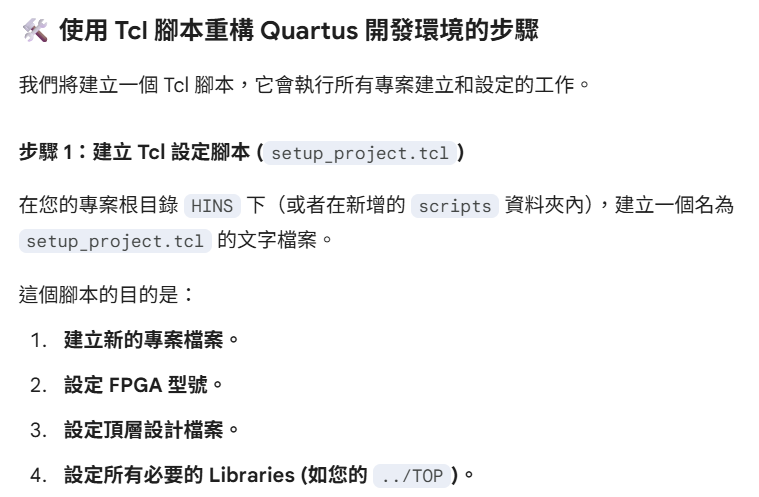 🛠️ 使用 Tcl 腳本重構 Quartus 開發環境的步驟
我們將建立一個 Tcl 腳本，它會執行所有專案建立和設定的工作。
步驟 1：建立 Tcl 設定腳本 (setup_project.tcl)
在您的專案根目錄 HINS 下（或者在新增的 scripts 資料夾內），建立一個名為
setup_project.tcl 的文字檔案。
這個腳本的目的是：
1. 建立新的專案檔案。
2. 設定 FPGA 型號。
3. 設定頂層設計檔案。
4. 設定所有必要的 Libraries (如您的 ../TOP)。